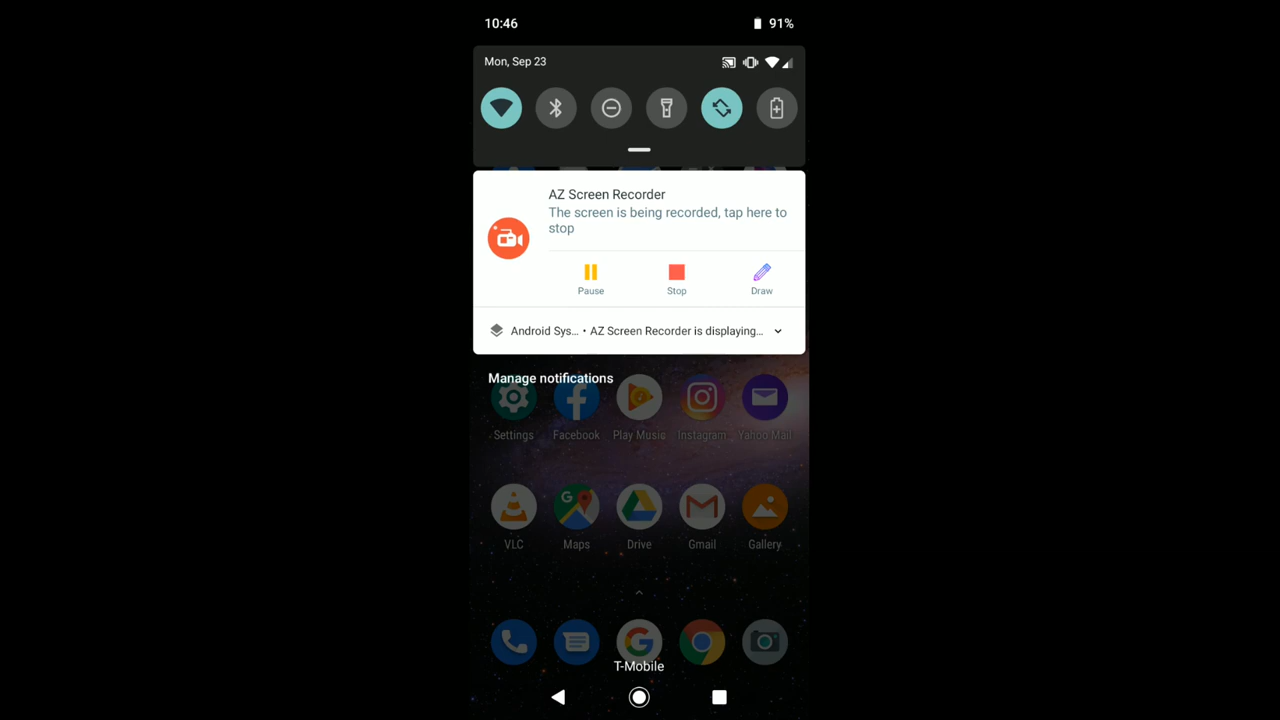 10:46
91%
Mon, Sep 23
AZ Screen Recorder
The screen is being recorded, tap here to
stop
Pause
Stop
Draw
Android Sys... • AZ Screen Recorder is displaying...
Manage notifications
Settings
Facebook
Play Music
Instagram
Yahoo Mail
VLC
Maps
Drive
Gmail
Gallery
T-Mobile